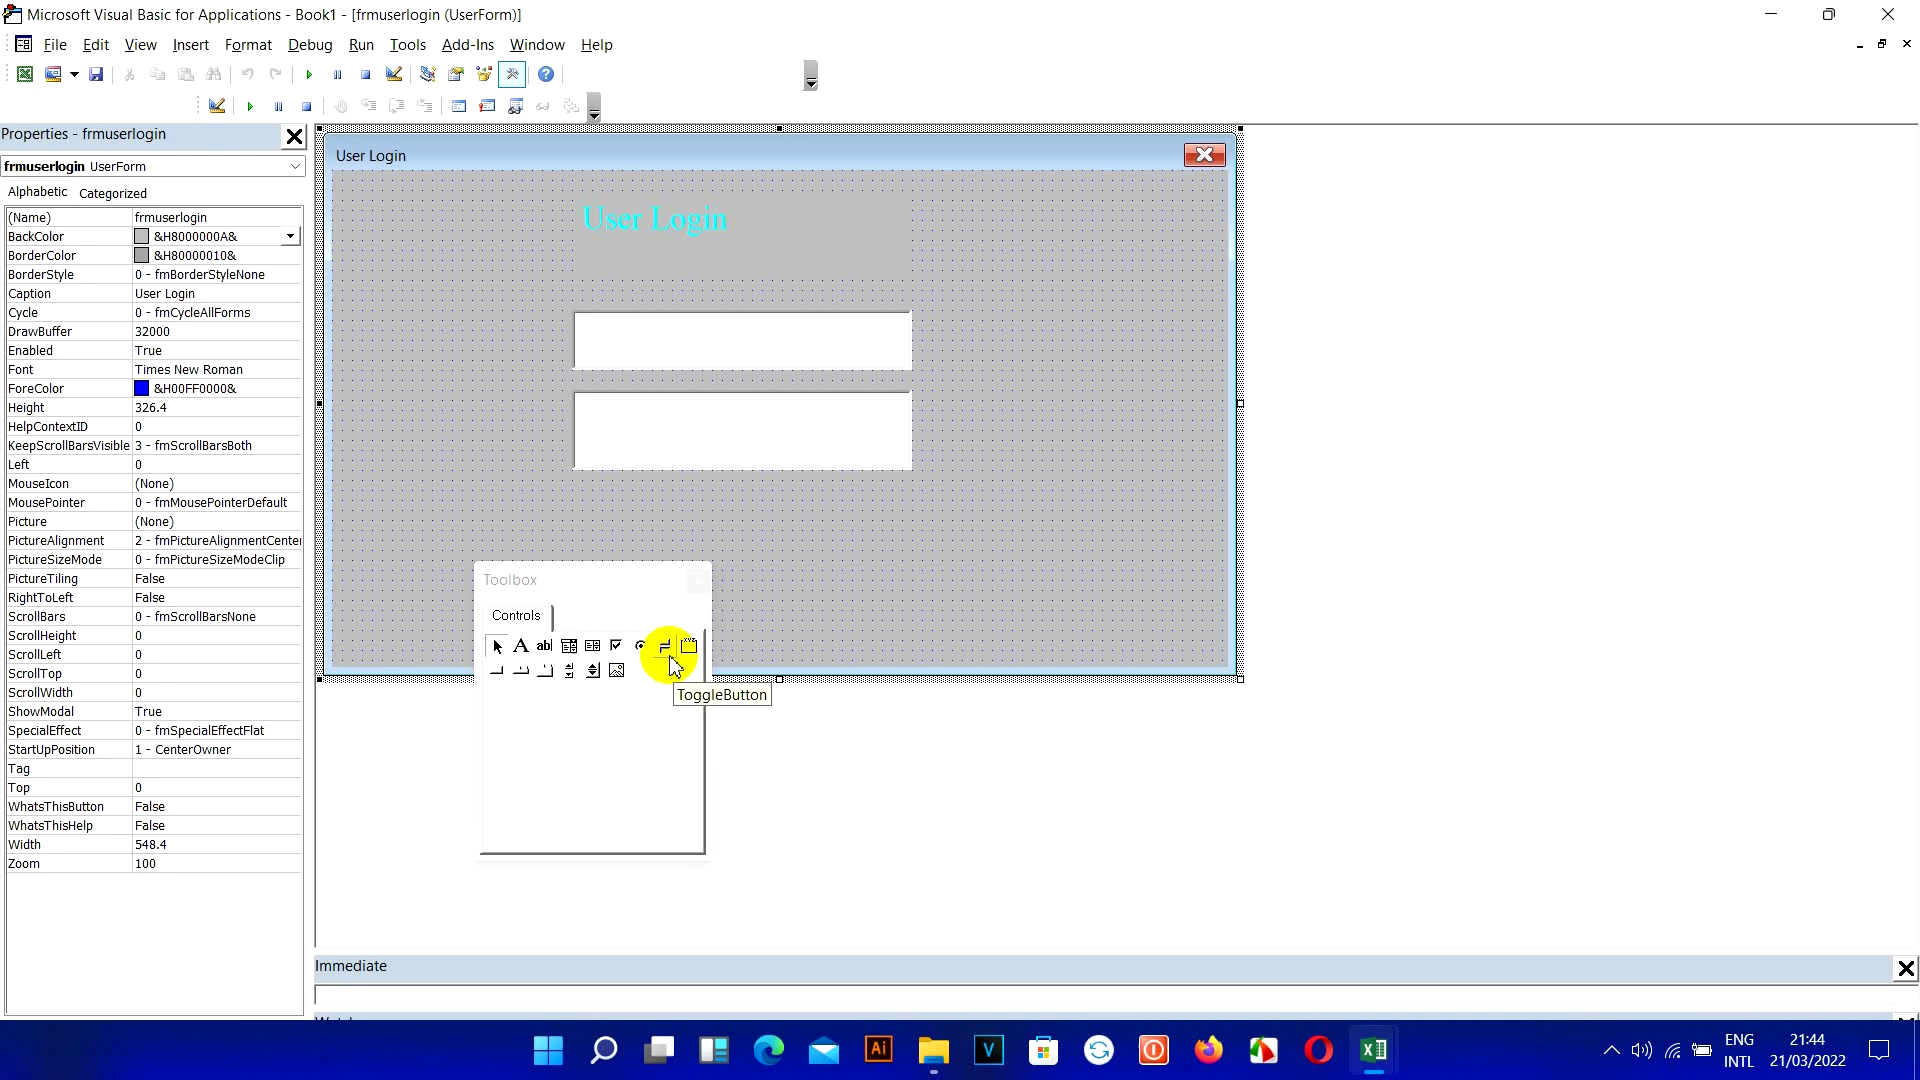 Microsoft Visual Basic for Applications - Book1 - [frmuserlogin (UserForm)]
File Edit View Insert Format Debug Run Tools Add-Ins Window Help
Properties - frmuserlogin
frmuserlogin UserForm
Alphabetic Categorized
(Name) frmuserlogin
BackColor &H8000000A&
BorderColor &H80000010&
BorderStyle 0 - fmBorderStyleNone
Caption User Login
Cycle 0 - fmCycleAllForms
DrawBuffer 32000
Enabled True
Font Times New Roman
ForeColor &H00FF0000&
Height 326.4
HelpContextID 0
KeepScrollBarsVisible 3 - fmScrollBarsBoth
Left 0
MouseIcon (None)
MousePointer 0 - fmMousePointerDefault
Picture (None)
PictureAlignment 2 - fmPictureAlignmentCenter
PictureSizeMode 0 - fmPictureSizeModeClip
PictureTiling False
RightToLeft False
ScrollBars 0 - fmScrollBarsNone
ScrollHeight 0
ScrollLeft 0
ScrollTop 0
ScrollWidth 0
ShowModal True
SpecialEffect 0 - fmSpecialEffectFlat
StartUpPosition 1 - CenterOwner
Tag
Top 0
WhatsThisButton False
WhatsThisHelp False
Width 548.4
Zoom 100
User Login
User Login
Toolbox
Controls
A ab
ToggleButton
Immediate
Ai
V
ENG
INTL
21:44
21/03/2022